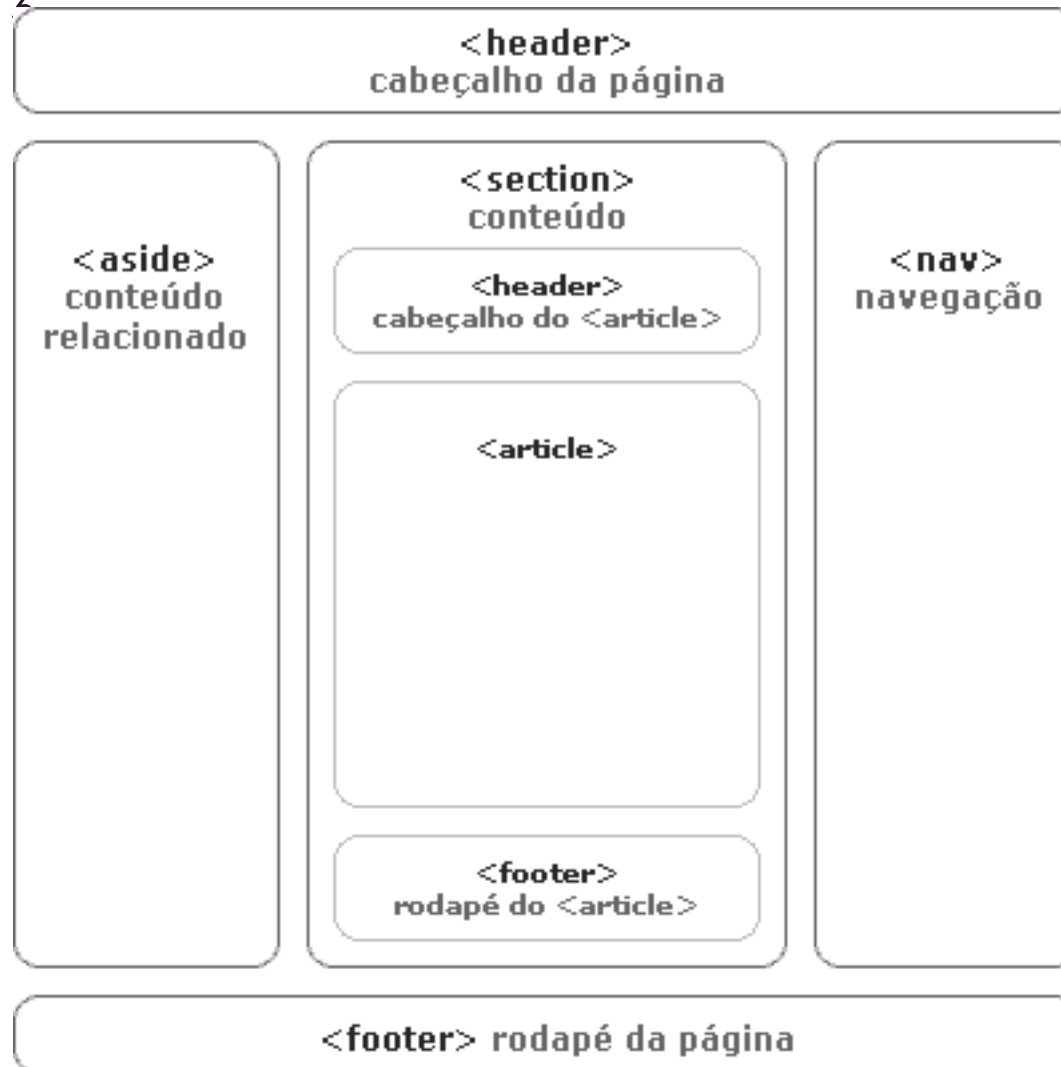 <header>
cabeçalho da página
<aside>
conteúdo
relacionado
<section>
conteúdo
<header>
cabeçalho do <article>
<article>
<footer>
rodapé do <article>
<nav>
navegação
<footer> rodapé da página